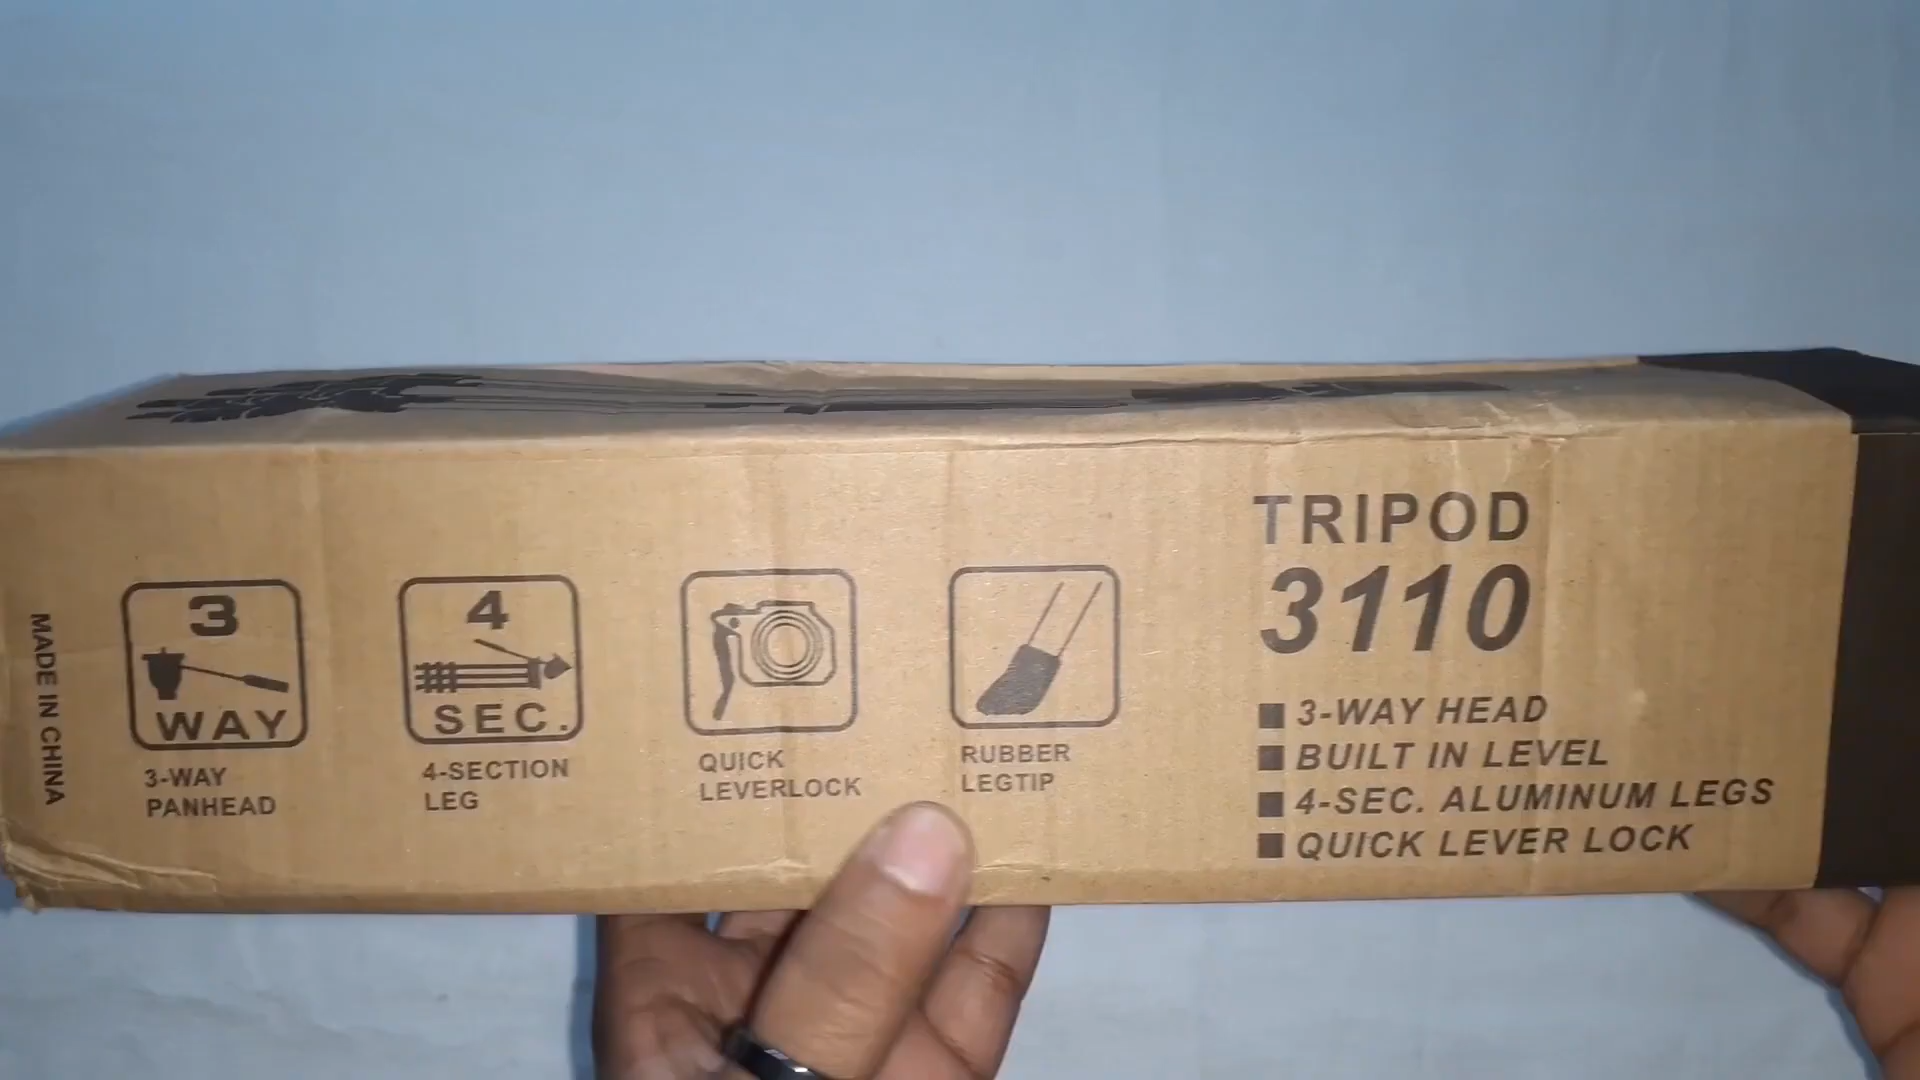 MADE IN CHINA
3
WAY
3-WAY
PANHEAD
4
SEC.
4-SECTION
LEG
QUICK
LEVERLOCK
RUBBER
LEGTIP
TRIPOD
3110
3-WAY HEAD
BUILT IN LEVEL
4-SEC. ALUMINUM LEGS
QUICK LEVER LOCK